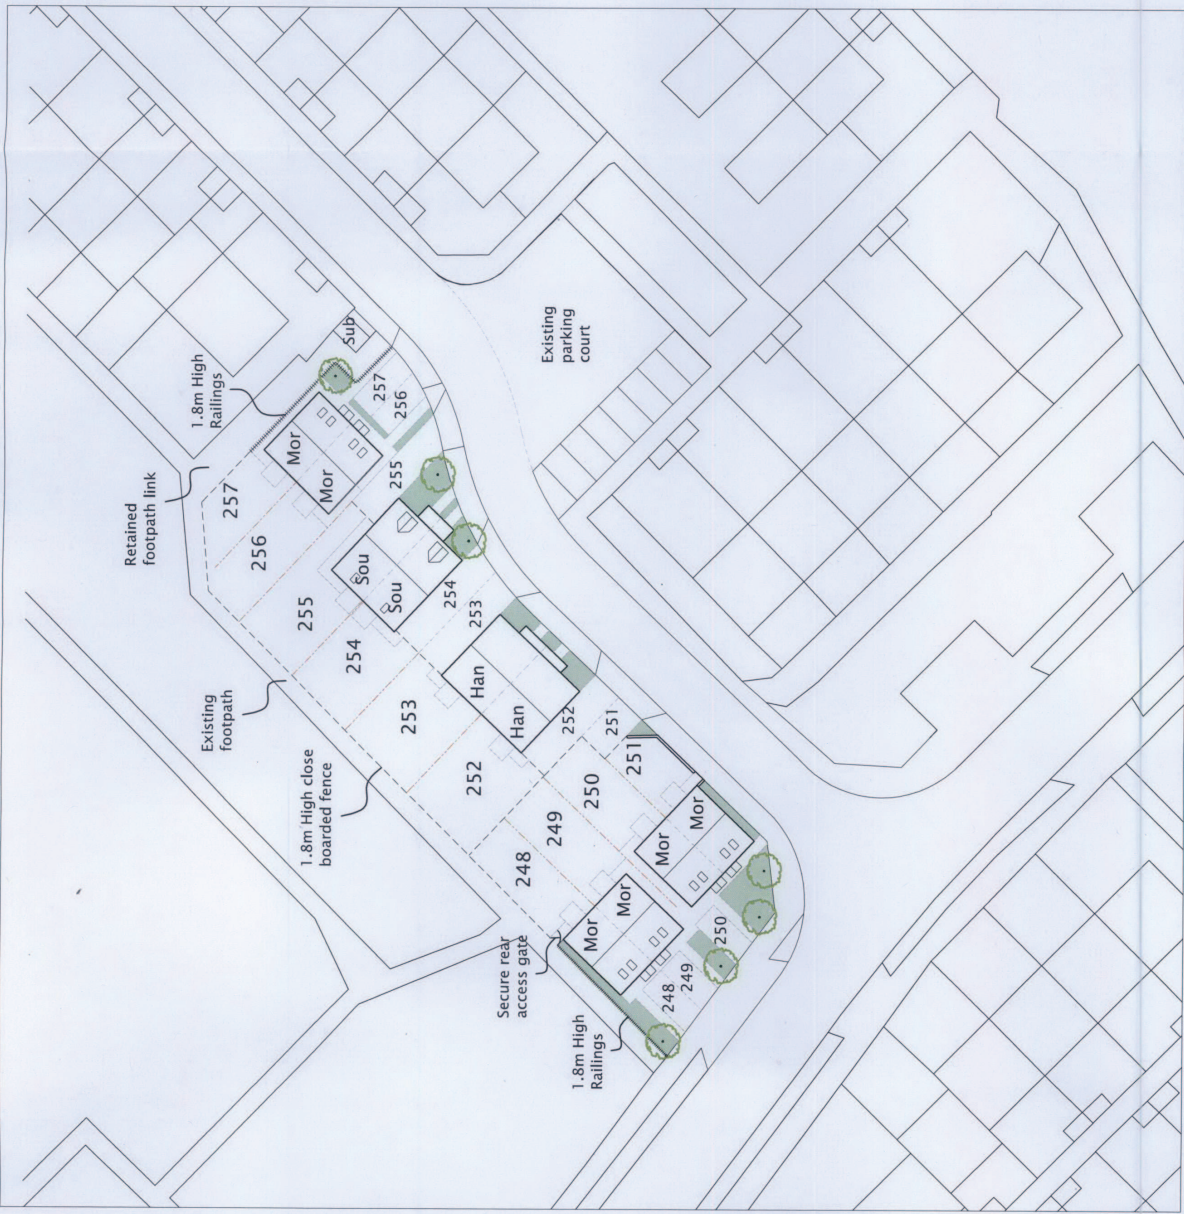 Retained
footpath link
1.8m High
Railings
Sub
257
256
255
254
253
252
248
249
250
251
257
256
255
254
253
252
251
250
249
248
Mor
Mor
Sou
Sou
Han
Han
Mor
Mor
Mor
Mor
Existing
parking
court
Existing
footpath
1.8m High close
boarded fence
Secure rear
access gate
1.8m High
Railings